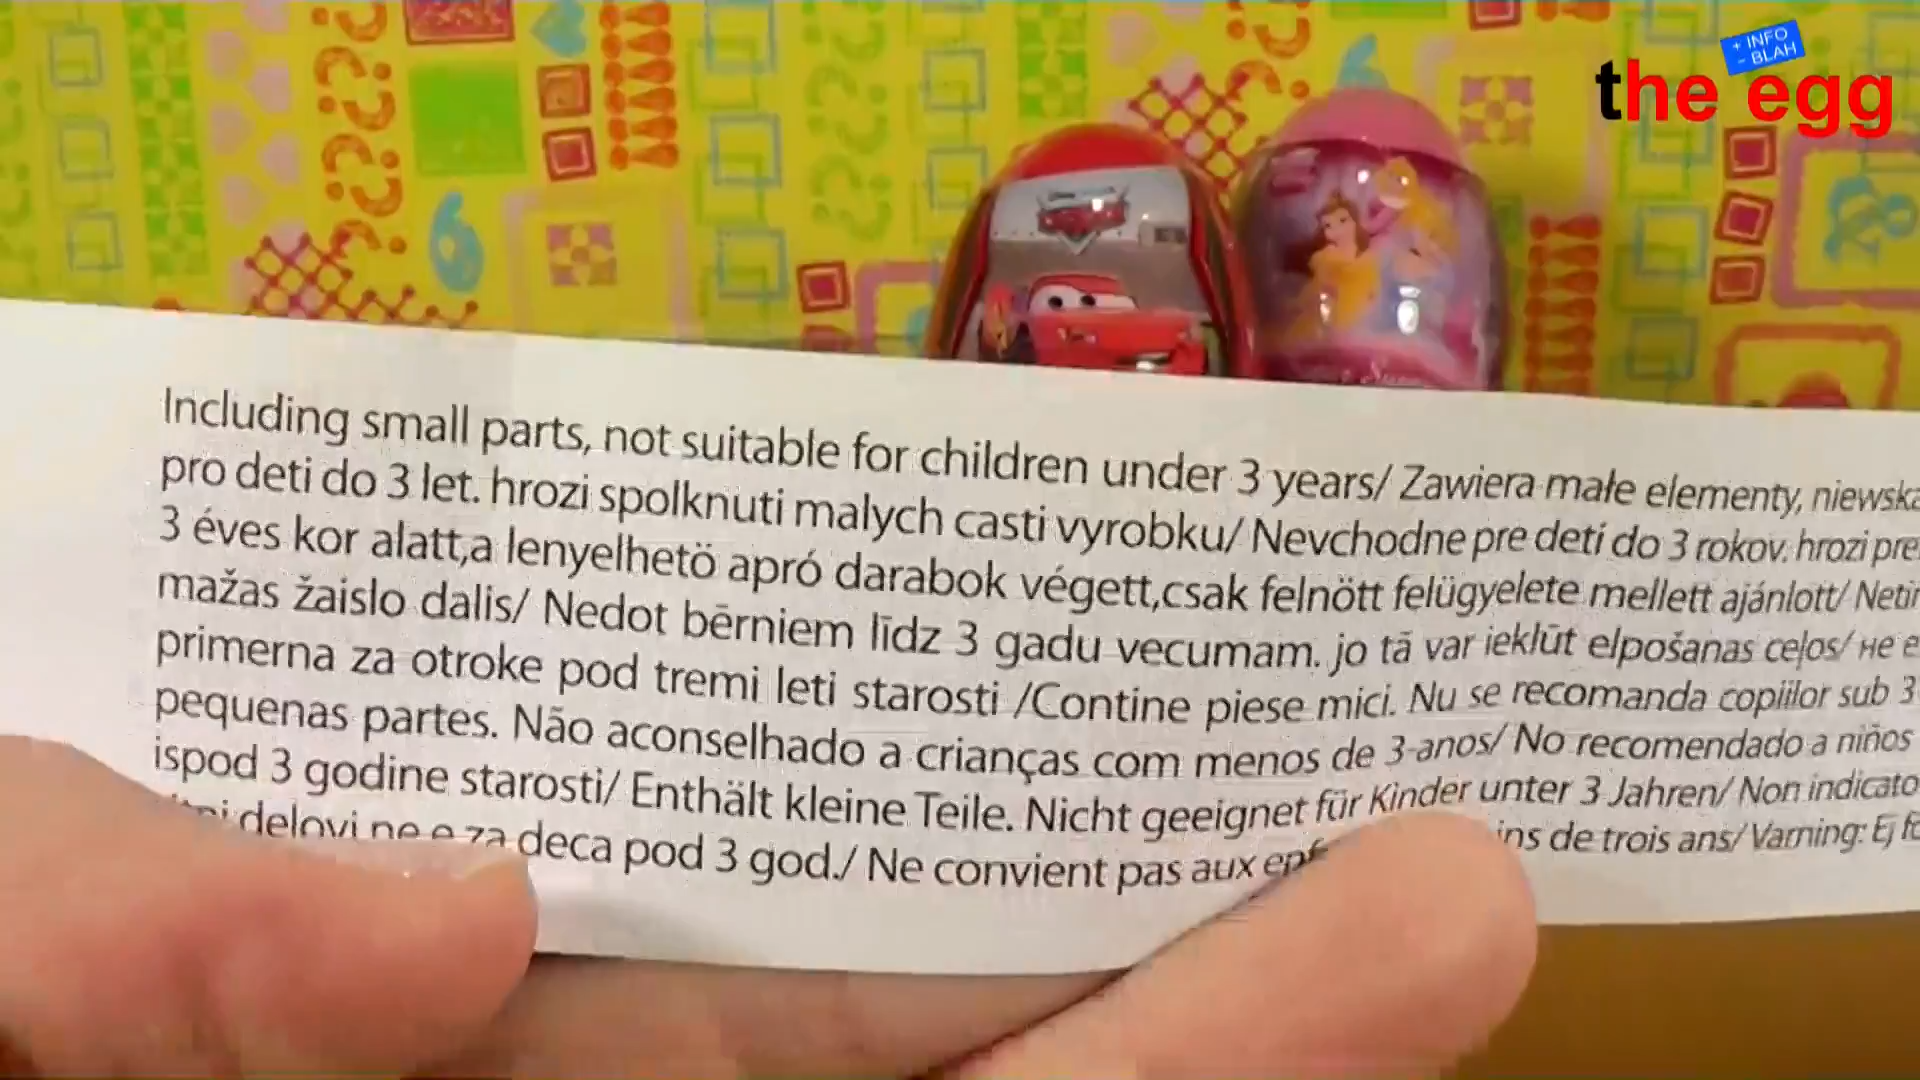 + INFO
- BLAH
the egg
Including small parts, not suitable for children under 3 years/ Zawiera małe elementy,
pro deti do 3 let. hrozi spolknuti malych casti vyrobku/ Nevchodne pre deti do 3 rokov. hrozi
3 éves kor alatt,a lenyelhetö apró darabok végett,csak felnött felügyelete mellett ajánlott/
mažas žaislo dalis/ Nedot bērniem līdz 3 gadu vecumam. jo tā var iekļūt elpošanas ceļos/ не
primerna za otroke pod tremi leti starosti /Contine piese mici. Nu se recomanda copiilor sub 3
pequenas partes. Não aconselhado a crianças com menos de 3-anos/ No recomendado a niños
ispod 3 godine starosti/ Enthält kleine Teile. Nicht geeignet für Kinder unter 3 Jahren/ Non indicato
delovi deca pod 3 god./ Ne convient pas aux de trois ans/ Varning: Ej